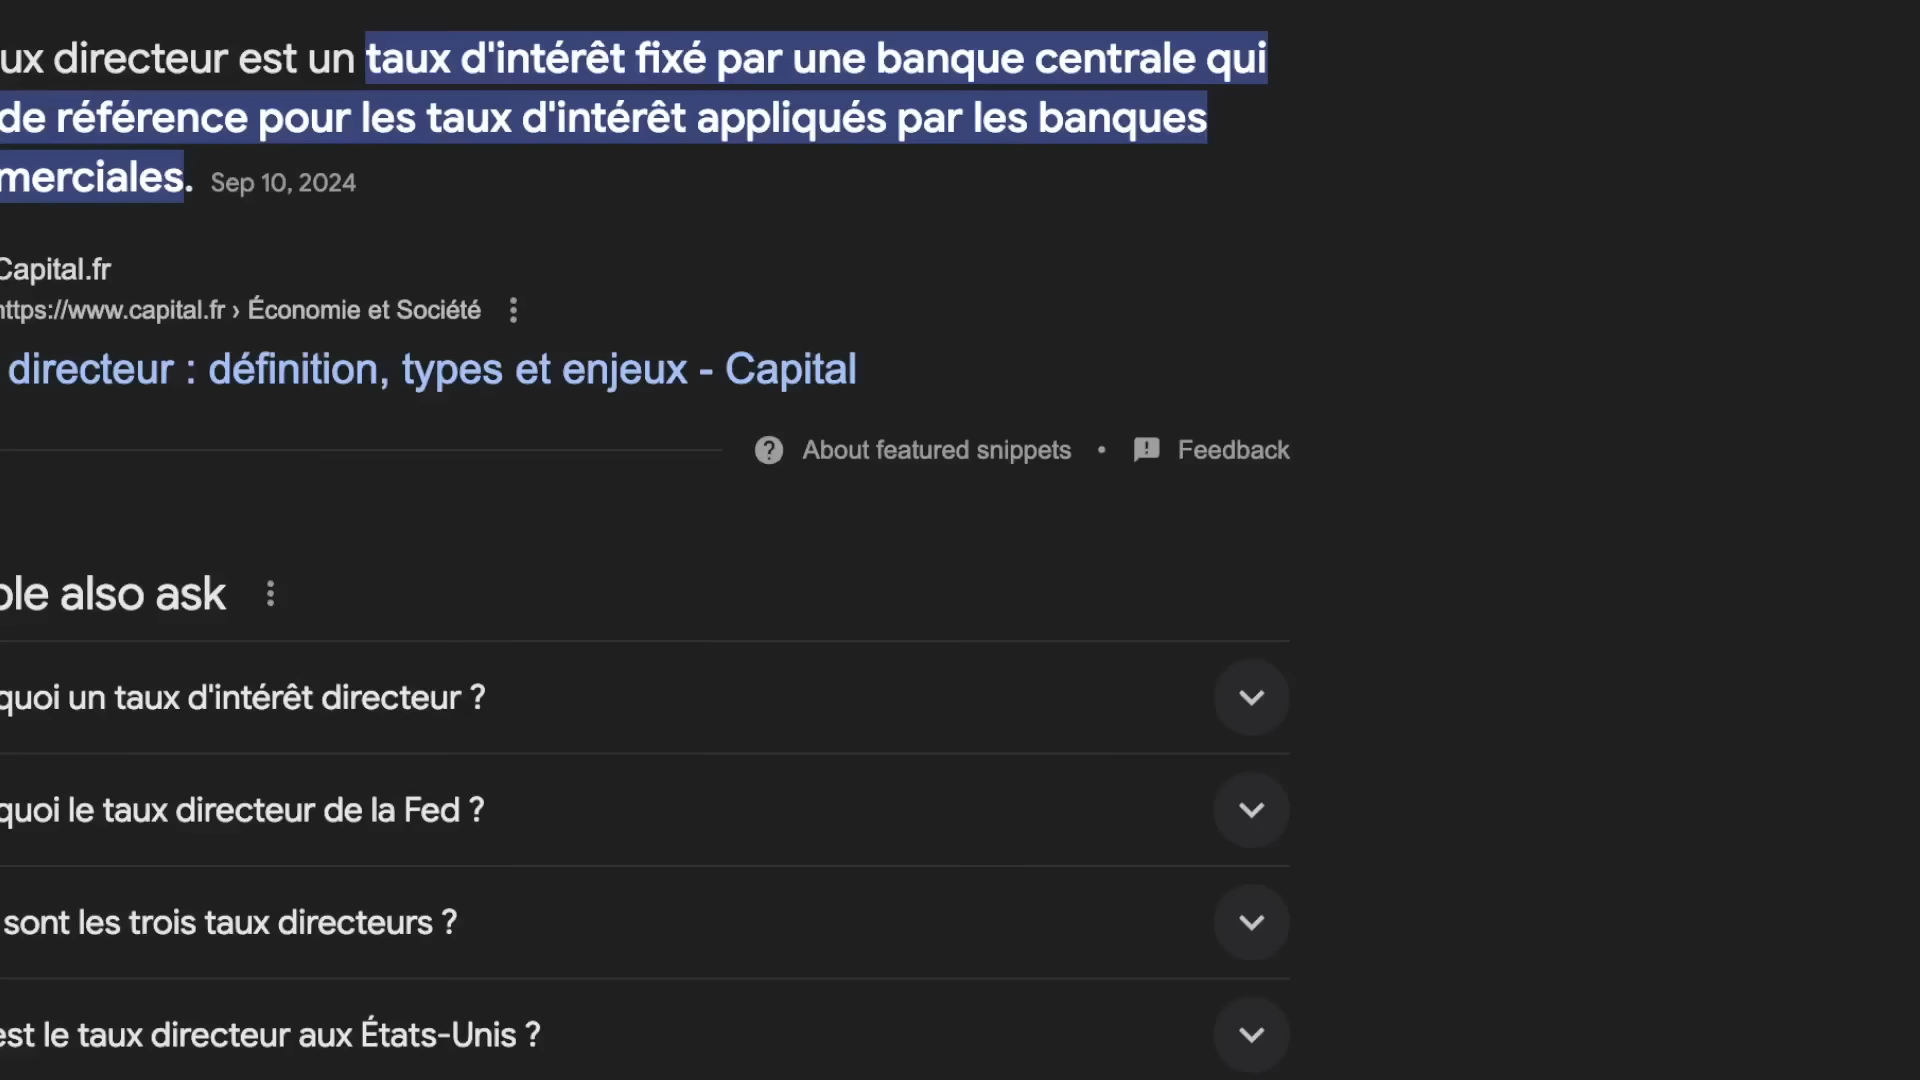 ux directeur est un taux d'intérêt fixé par une banque centrale qui
de référence pour les taux d'intérêt appliqués par les banques
merciales. Sep 10, 2024
Capital.fr
https://www.capital.fr › Économie et Société
directeur : définition, types et enjeux - Capital
About featured snippets • Feedback
ple also ask
quoi un taux d'intérêt directeur ?
quoi le taux directeur de la Fed ?
sont les trois taux directeurs ?
est le taux directeur aux États-Unis ?